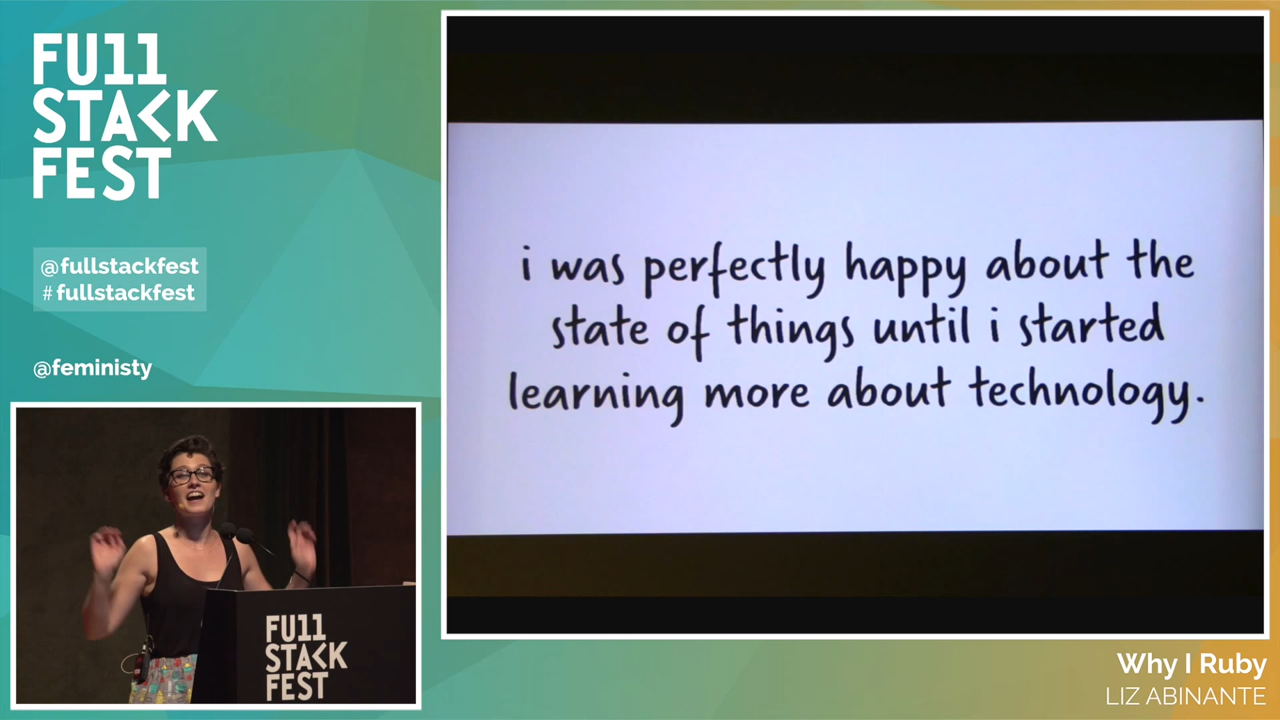 FU11
STACK
FEST
@fullstackfest
# fullstackfest
@feministy
i was perfectly happy about the
state of things until i started
learning more about technology.
FU11
STACK
FEST
Why I Ruby
LIZ ABINANTE